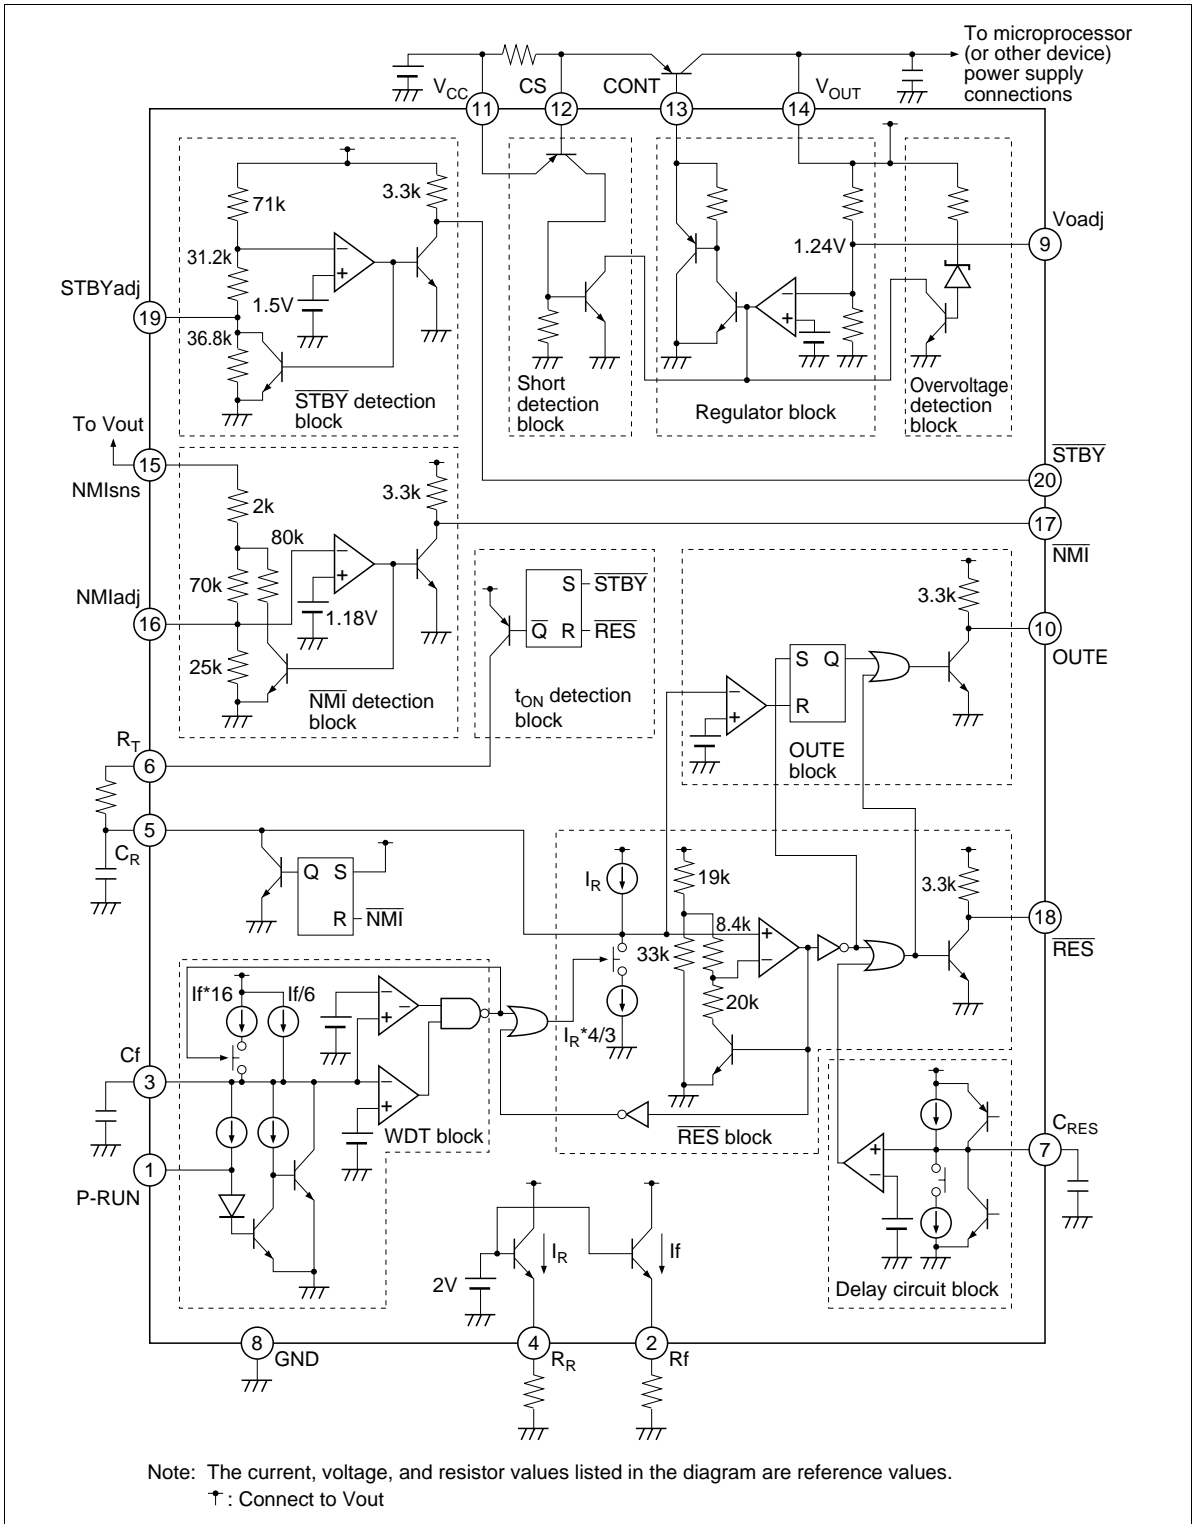 To microprocessor
(or other device)
power supply
connections
VCC
CS
CONT
VOUT
11
12
13
14
71k
3.3k
31.2k
1.5V
1.24V
Voadj
9
STBYadj
19
36.8k
STBY detection
block
Short
detection
block
Regulator block
Overvoltage
detection
block
To Vout
15
NMIsns
STBY
20
3.3k
2k
80k
17
NMI
70k
NMIadj
16
1.18V
25k
NMI detection
block
S
STBY
Q
R
RES
tON detection
block
3.3k
10
OUTE
S
Q
R
OUTE
block
RT
6
5
CR
Q
S
R
NMI
IR
19k
8.4k
33k
20k
IR*4/3
3.3k
18
RES
RES block
If*16
If/6
Cf
3
WDT block
1
P-RUN
CRES
7
Delay circuit block
2V
IR
If
8
GND
4
RR
2
Rf
Note: The current, voltage, and resistor values listed in the diagram are reference values.
: Connect to Vout